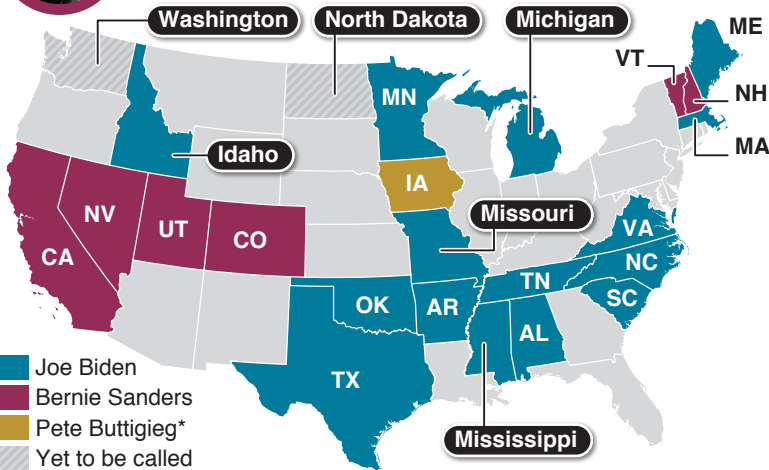 Washington
North Dakota
Michigan
ME
VT
MN
NH
MA
Idaho
IA
NV
UT
CO
CA
Missouri
VA
NC
TN
SC
OK
AR
AL
TX
Joe Biden
Bernie Sanders
Pete Buttigieg*
Yet to be called
Mississippi